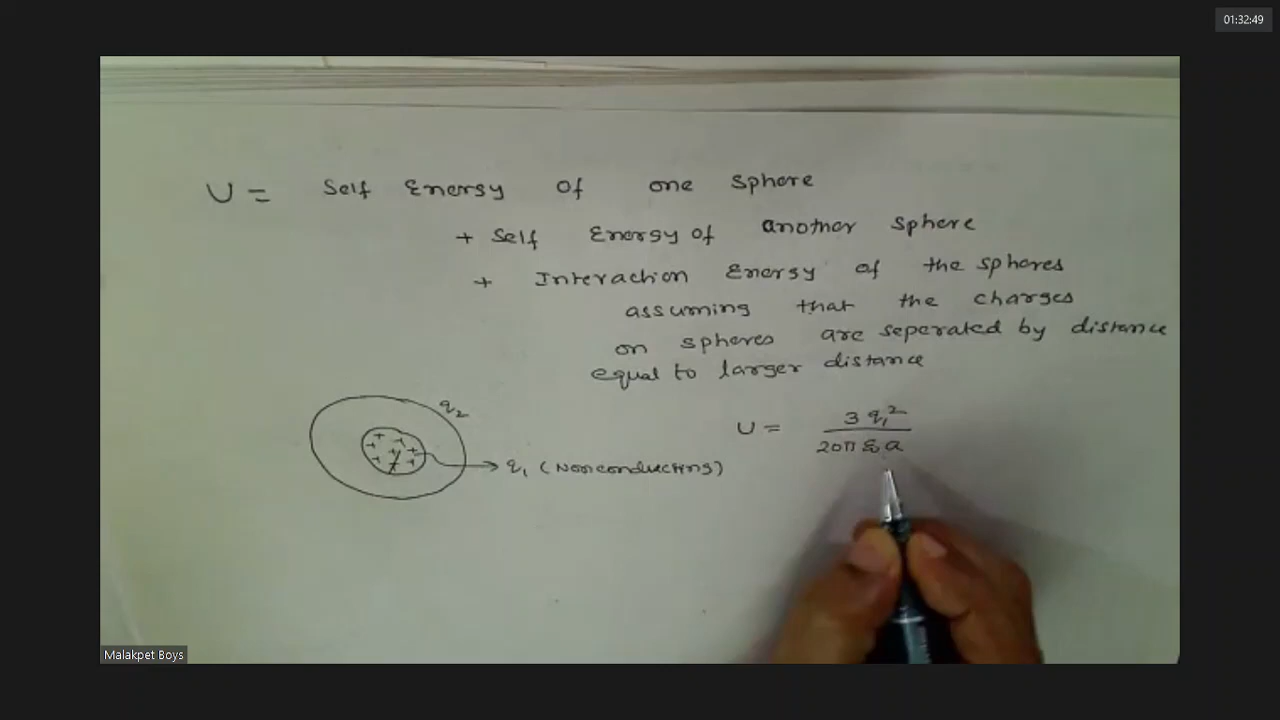 01:32:49
U = Self Energy of one sphere
+ Self Energy of another sphere
+ Interaction Energy of the spheres
assuming that the charges
on spheres are seperated by distance
equal to larger distance
q₂
U = 3 q₁² / 20π ε₀ a
q₁ (Nonconducting)
Malakpet Boys